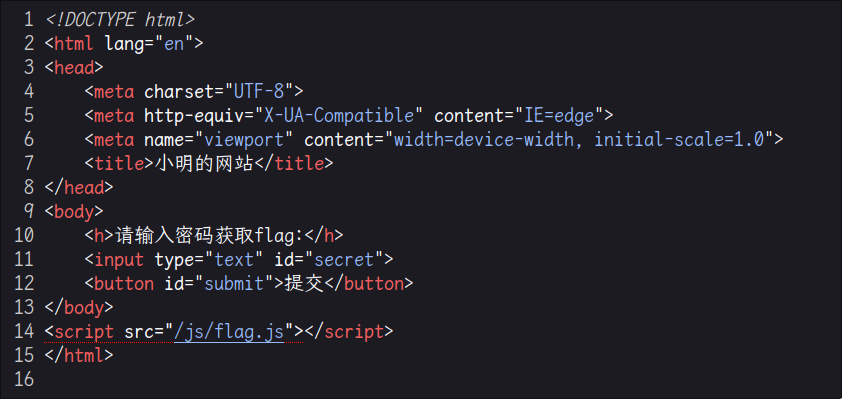 1 <!DOCTYPE html>
2 <html lang="en">
3 <head>
4     <meta charset="UTF-8">
5     <meta http-equiv="X-UA-Compatible" content="IE=edge">
6     <meta name="viewport" content="width=device-width, initial-scale=1.0">
7     <title>小明的网站</title>
8 </head>
9 <body>
10     <h>请输入密码获取flag:</h>
11     <input type="text" id="secret">
12     <button id="submit">提交</button>
13 </body>
14 <script src="/js/flag.js"></script>
15 </html>
16